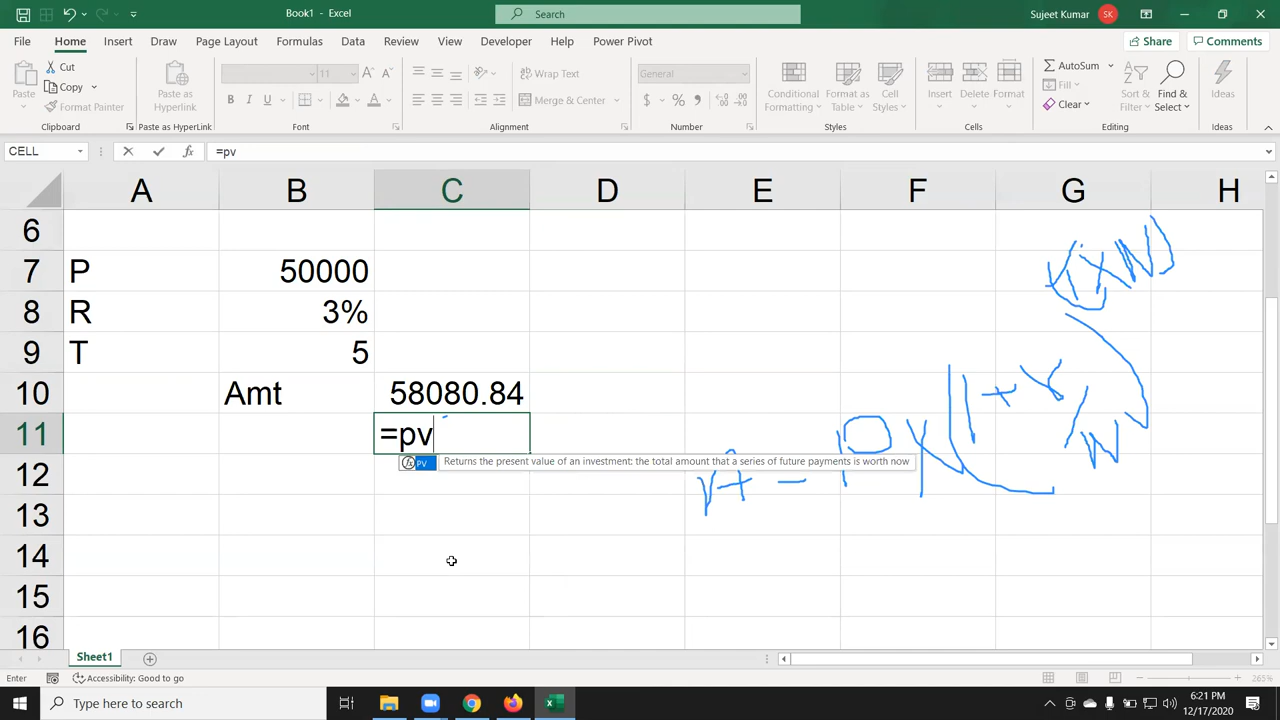 Book1 - Excel
Search
Sujeet Kumar
SK
File Home Insert Draw Page Layout Formulas Data Review View Developer Help Power Pivot
Share
Comments
Paste
Cut
Copy
Format Painter
Clipboard
Paste as Hyperlink
Paste as HyperLink
11
B I U
Font
Wrap Text
Merge & Center
Alignment
General
$ % ,
Number
Conditional Formatting
Format as Table
Cell Styles
Styles
Insert
Delete
Format
Cells
AutoSum
Fill
Clear
Sort & Filter
Find & Select
Editing
Ideas
Ideas
CELL
fx
=pv
A B C D E F G H
6
7 P 50000
8 R 3%
9 T 5
10 Amt 58080.84
11 =pv
PV Returns the present value of an investment: the total amount that a series of future payments is worth now
12
13
14
15
16
Sheet1
Enter
Accessibility: Good to go
265%
Type here to search
6:21 PM
12/17/2020